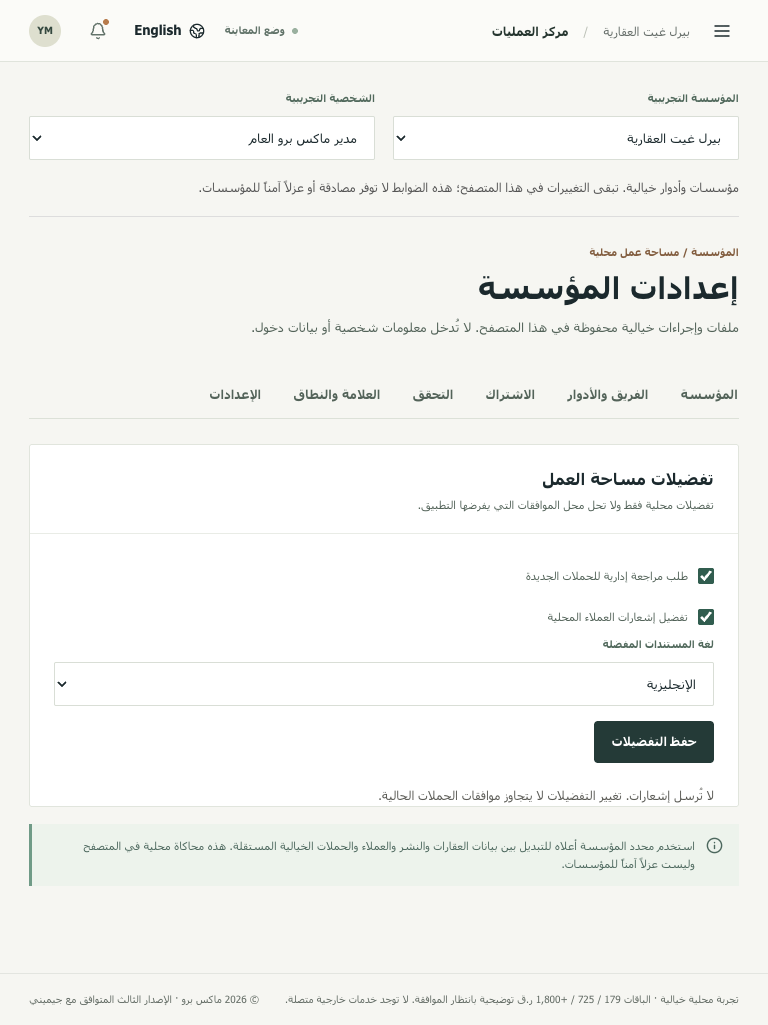 بيرل غيت العقارية / مركز العمليات
وضع المعاينة
English
YM
المؤسسة التجريبية
الشخصية التجريبية
بيرل غيت العقارية
مدير ماكس برو العام
مؤسسات وأدوار خيالية. تبقى التغييرات في هذا المتصفح؛ هذه الضوابط لا توفر مصادقة أو عزلاً آمناً للمؤسسات.
المؤسسة / مساحة عمل محلية
إعدادات المؤسسة
ملفات وإجراءات خيالية محفوظة في هذا المتصفح. لا تُدخل معلومات شخصية أو بيانات دخول.
المؤسسة
الفريق والأدوار
الاشتراك
التحقق
العلامة والنطاق
الإعدادات
تفضيلات مساحة العمل
تفضيلات محلية فقط ولا تحل محل الموافقات التي يفرضها التطبيق.
طلب مراجعة إدارية للحملات الجديدة
تفضيل إشعارات العملاء المحلية
لغة المستندات المفضلة
الإنجليزية
حفظ التفضيلات
لا تُرسل إشعارات. تغيير التفضيلات لا يتجاوز موافقات الحملات الحالية.
استخدم محدد المؤسسة أعلاه للتبديل بين بيانات العقارات والنشر والعملاء والحملات الخيالية المستقلة. هذه محاكاة محلية في المتصفح
وليست عزلاً آمناً للمؤسسات.
تجربة محلية خيالية · الباقات 179 / 725 / +1,800 ر.ق توضيحية بانتظار الموافقة. لا توجد خدمات خارجية متصلة.
© 2026 ماكس برو · الإصدار الثالث المتوافق مع جيميني